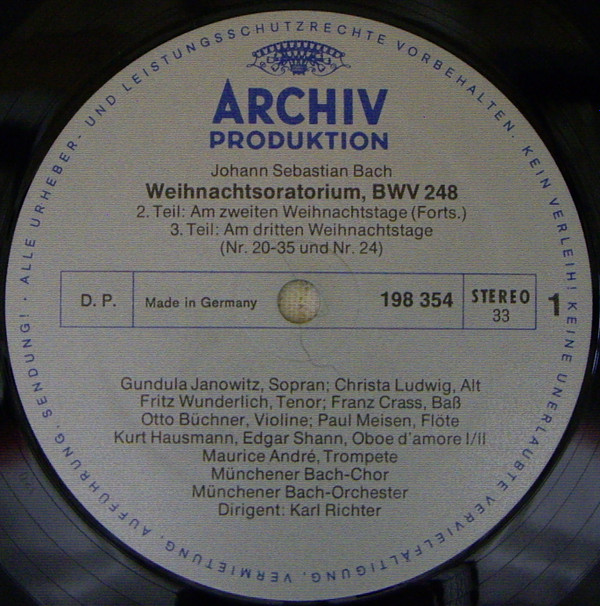 ALLE URHEBER- UND LEISTUNGSSCHUTZRECHTE VORBEHALTEN. KEIN VERLEIH! KEINE UNERLAUBTE VERVIELFÄLTIGUNG, VERMIETUNG, AUFFÜHRUNG, SENDUNG! ·
ARCHIV
PRODUKTION
Johann Sebastian Bach
Weihnachtsoratorium, BWV 248
2. Teil: Am zweiten Weihnachtstage (Forts.)
3. Teil: Am dritten Weihnachtstage
(Nr. 20-35 und Nr. 24)
D. P. Made in Germany 198 354 STEREO 1
33
Gundula Janowitz, Sopran; Christa Ludwig, Alt
Fritz Wunderlich, Tenor; Franz Crass, Baß
Otto Büchner, Violine; Paul Meisen, Flöte
Kurt Hausmann, Edgar Shann, Oboe d'amore I/II
Maurice André, Trompete
Münchener Bach-Chor
Münchener Bach-Orchester
Dirigent: Karl Richter